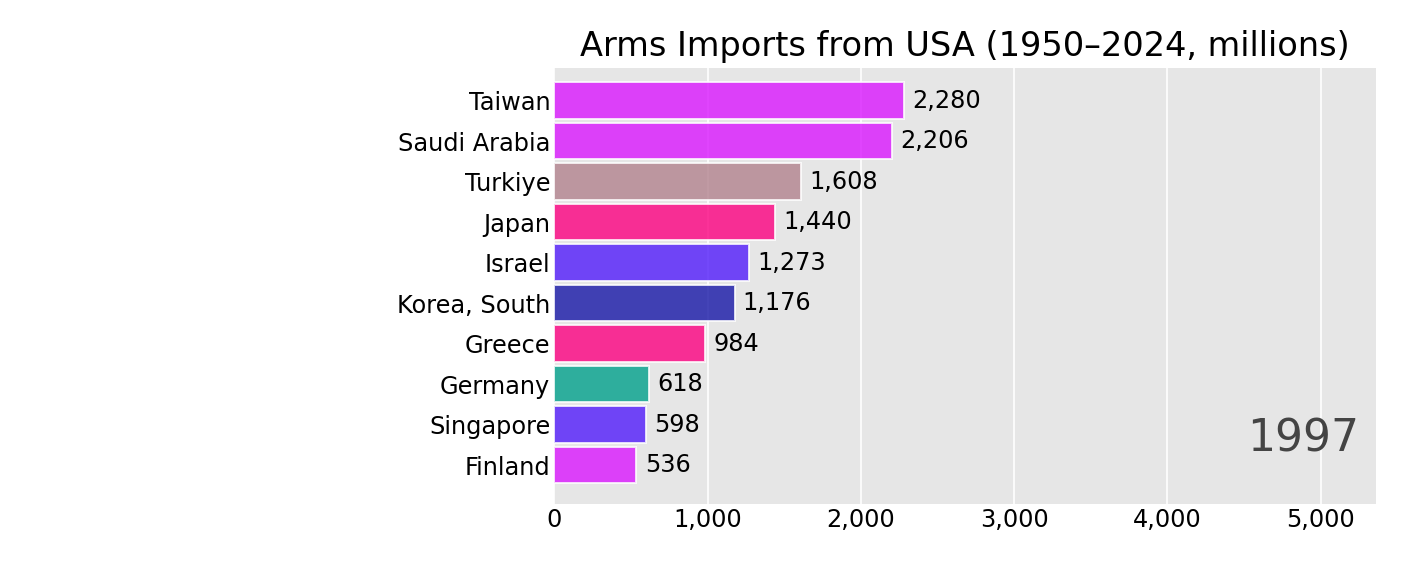 Arms Imports from USA (1950–2024, millions)
Taiwan 2,280
Saudi Arabia 2,206
Turkiye 1,608
Japan 1,440
Israel 1,273
Korea, South 1,176
Greece 984
Germany 618
Singapore 598
Finland 536
1997
0 1,000 2,000 3,000 4,000 5,000